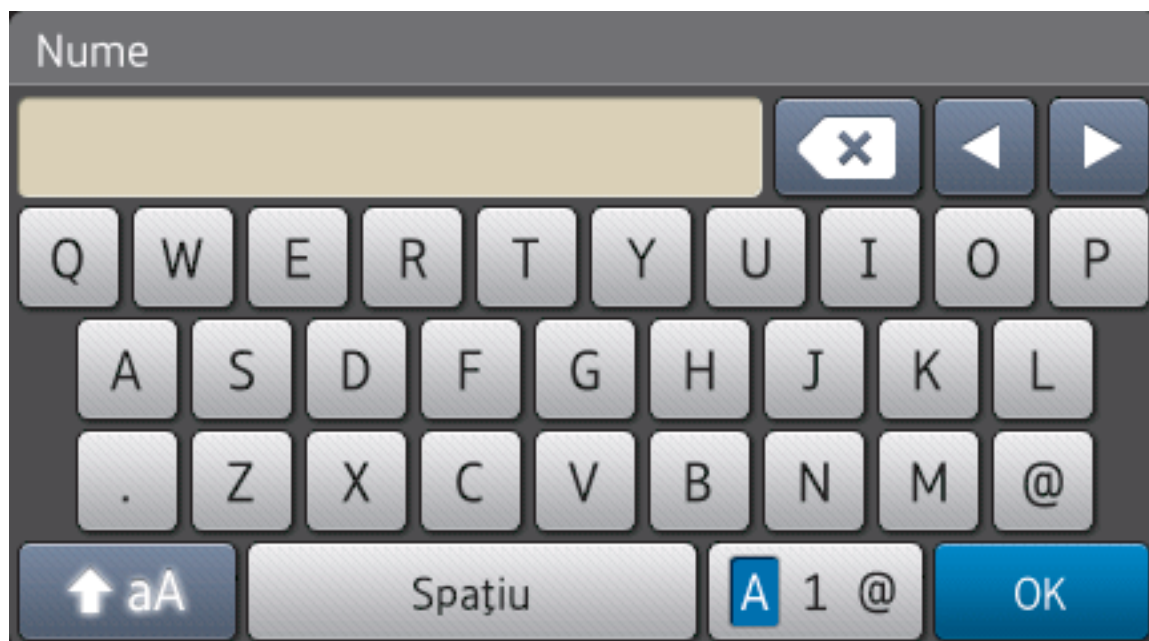 Nume
Q W E R T Y U I O P
A S D F G H J K L
. Z X C V B N M @
aA Spaţiu A 1 @ OK